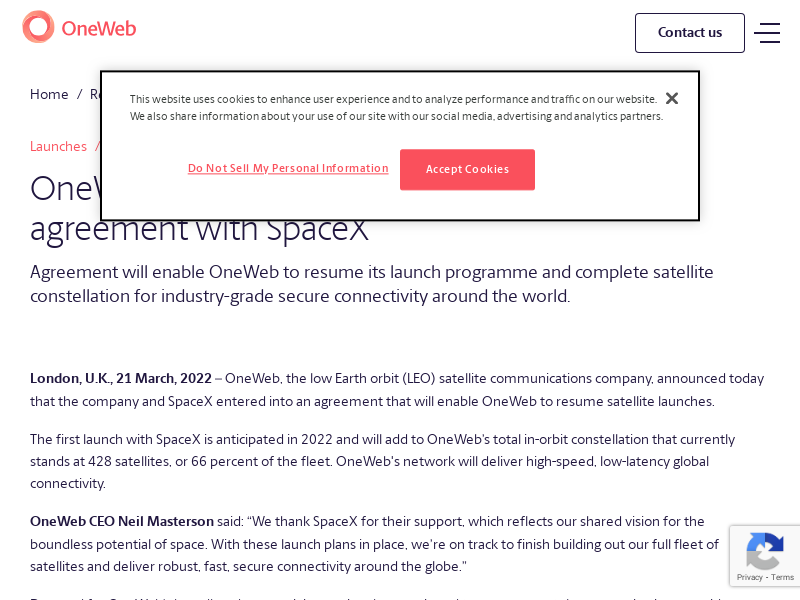 OneWeb
Contact us
Home / R
This website uses cookies to enhance user experience and to analyze performance and traffic on our website.
We also share information about your use of our site with our social media, advertising and analytics partners.
Do Not Sell My Personal Information
Accept Cookies
Launches /
agreement with SpaceX
Agreement will enable OneWeb to resume its launch programme and complete satellite
constellation for industry-grade secure connectivity around the world.
London, U.K., 21 March, 2022 – OneWeb, the low Earth orbit (LEO) satellite communications company, announced today
that the company and SpaceX entered into an agreement that will enable OneWeb to resume satellite launches.
The first launch with SpaceX is anticipated in 2022 and will add to OneWeb's total in-orbit constellation that currently
stands at 428 satellites, or 66 percent of the fleet. OneWeb's network will deliver high-speed, low-latency global
connectivity.
OneWeb CEO Neil Masterson said: “We thank SpaceX for their support, which reflects our shared vision for the
boundless potential of space. With these launch plans in place, we're on track to finish building out our full fleet of
satellites and deliver robust, fast, secure connectivity around the globe.”
Privacy - Terms